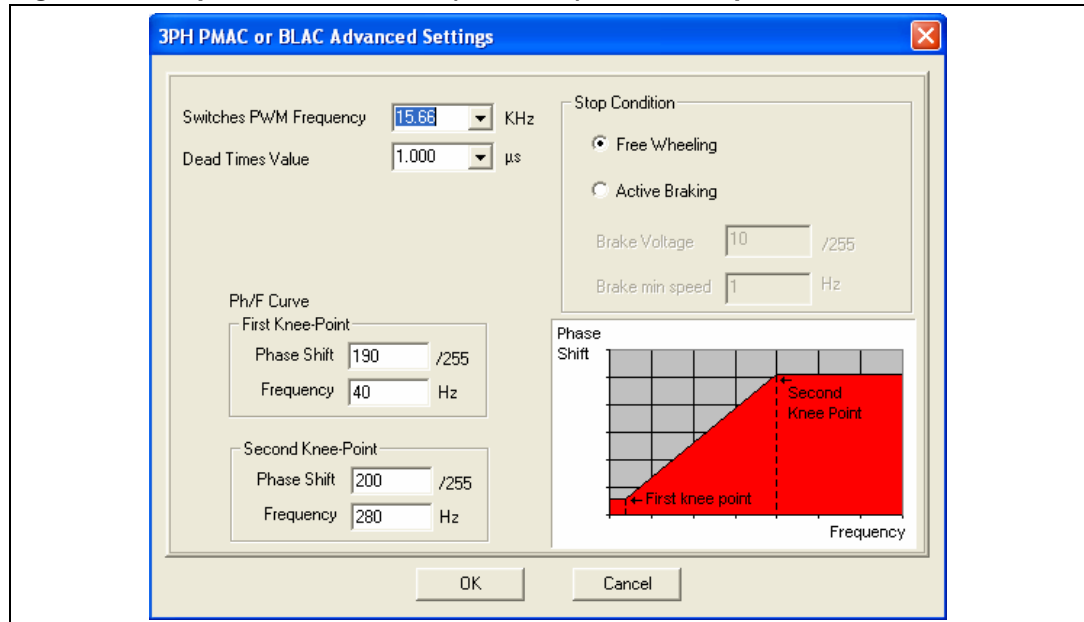 3PH PMAC or BLAC Advanced Settings
Switches PWM Frequency 15.66 KHz
Dead Times Value 1.000 µs
Stop Condition
Free Wheeling
Active Braking
Brake Voltage 10 /255
Brake min speed 1 Hz
Ph/F Curve
First Knee-Point
Phase Shift 190 /255
Frequency 40 Hz
Second Knee-Point
Phase Shift 200 /255
Frequency 280 Hz
Phase
Shift
Second
Knee Point
First knee point
Frequency
OK
Cancel